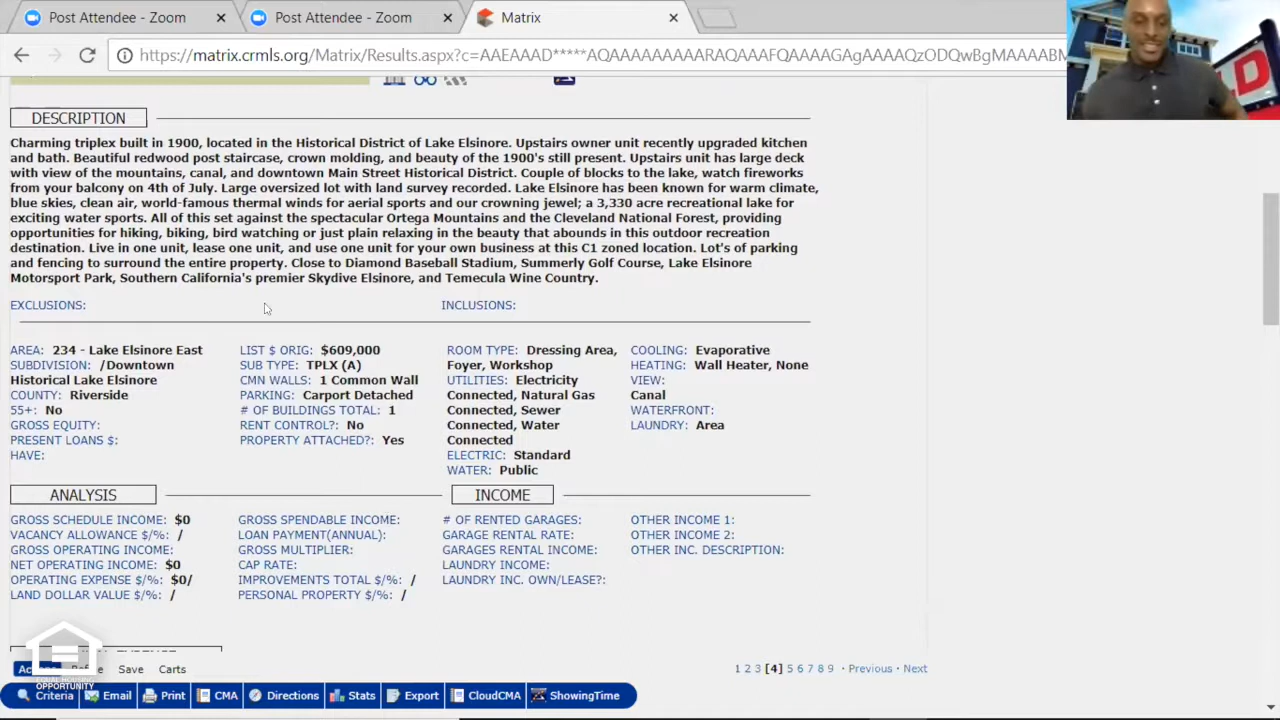 Post Attendee - Zoom
Post Attendee - Zoom
Matrix
https://matrix.crmls.org/Matrix/Results.aspx?c=AAEAAAD*****AQAAAAAAAAARAQAAAFQAAAAGAgAAAAQzODQwBgMAAAABM
DESCRIPTION
Charming triplex built in 1900, located in the Historical District of Lake Elsinore. Upstairs owner unit recently upgraded kitchen
and bath. Beautiful redwood post staircase, crown molding, and beauty of the 1900's still present. Upstairs unit has large deck
with view of the mountains, canal, and downtown Main Street Historical District. Couple of blocks to the lake, watch fireworks
from your balcony on 4th of July. Large oversized lot with land survey recorded. Lake Elsinore has been known for warm climate,
blue skies, clean air, world-famous thermal winds for aerial sports and our crowning jewel; a 3,330 acre recreational lake for
exciting water sports. All of this set against the spectacular Ortega Mountains and the Cleveland National Forest, providing
opportunities for hiking, biking, bird watching or just plain relaxing in the beauty that abounds in this outdoor recreation
destination. Live in one unit, lease one unit, and use one unit for your own business at this C1 zoned location. Lot's of parking
and fencing to surround the entire property. Close to Diamond Baseball Stadium, Summerly Golf Course, Lake Elsinore
Motorsport Park, Southern California's premier Skydive Elsinore, and Temecula Wine Country.
EXCLUSIONS: INCLUSIONS:
AREA: 234 - Lake Elsinore East
SUBDIVISION: /Downtown
Historical Lake Elsinore
COUNTY: Riverside
55+: No
GROSS EQUITY:
PRESENT LOANS $:
HAVE:
LIST $ ORIG: $609,000
SUB TYPE: TPLX (A)
CMN WALLS: 1 Common Wall
PARKING: Carport Detached
# OF BUILDINGS TOTAL: 1
RENT CONTROL?: No
PROPERTY ATTACHED?: Yes
ROOM TYPE: Dressing Area,
Foyer, Workshop
UTILITIES: Electricity
Connected, Natural Gas
Connected, Sewer
Connected, Water
Connected
ELECTRIC: Standard
WATER: Public
COOLING: Evaporative
HEATING: Wall Heater, None
VIEW:
Canal
WATERFRONT:
LAUNDRY: Area
ANALYSIS
GROSS SCHEDULE INCOME: $0
VACANCY ALLOWANCE $/%: /
GROSS OPERATING INCOME:
NET OPERATING INCOME: $0
OPERATING EXPENSE $/%: $0/
LAND DOLLAR VALUE $/%: /
GROSS SPENDABLE INCOME:
LOAN PAYMENT(ANNUAL):
GROSS MULTIPLIER:
CAP RATE:
IMPROVEMENTS TOTAL $/%: /
PERSONAL PROPERTY $/%: /
INCOME
# OF RENTED GARAGES:
GARAGE RENTAL RATE:
GARAGES RENTAL INCOME:
LAUNDRY INCOME:
LAUNDRY INC. OWN/LEASE?:
OTHER INCOME 1:
OTHER INCOME 2:
OTHER INC. DESCRIPTION:
Save Carts
1 2 3 [4] 5 6 7 8 9 · Previous · Next
EQUAL HOUSING
OPPORTUNITY
Criteria Email Print CMA Directions Stats Export CloudCMA ShowingTime